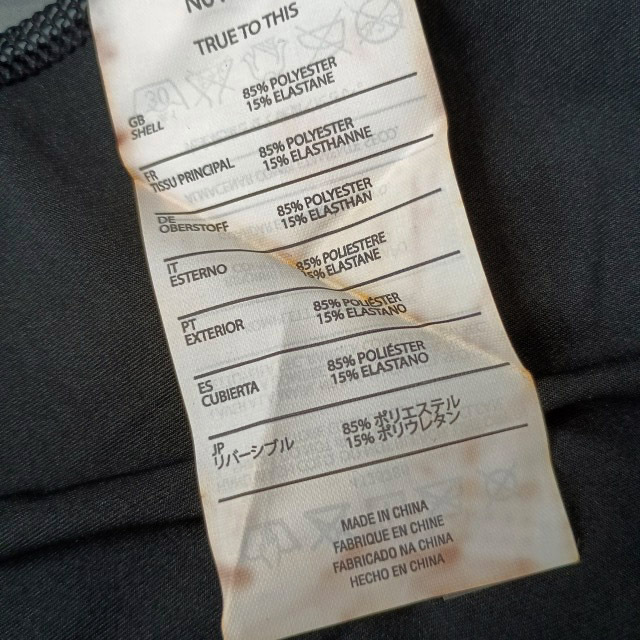 TRUE TO THIS
GB 85% POLYESTER
SHELL 15% ELASTANE
FR 85% POLYESTER
TISSU PRINCIPAL 15% ELASTHANNE
DE 85% POLYESTER
OBERSTOFF 15% ELASTHAN
IT 85% POLIESTERE
ESTERNO 15% ELASTANE
PT 85% POLIÉSTER
EXTERIOR 15% ELASTANO
ES 85% POLIÉSTER
CUBIERTA 15% ELASTANO
JP 85% ポリエステル
リバーシブル 15% ポリウレタン
MADE IN CHINA
FABRIQUE EN CHINE
FABRICADO NA CHINA
HECHO EN CHINA